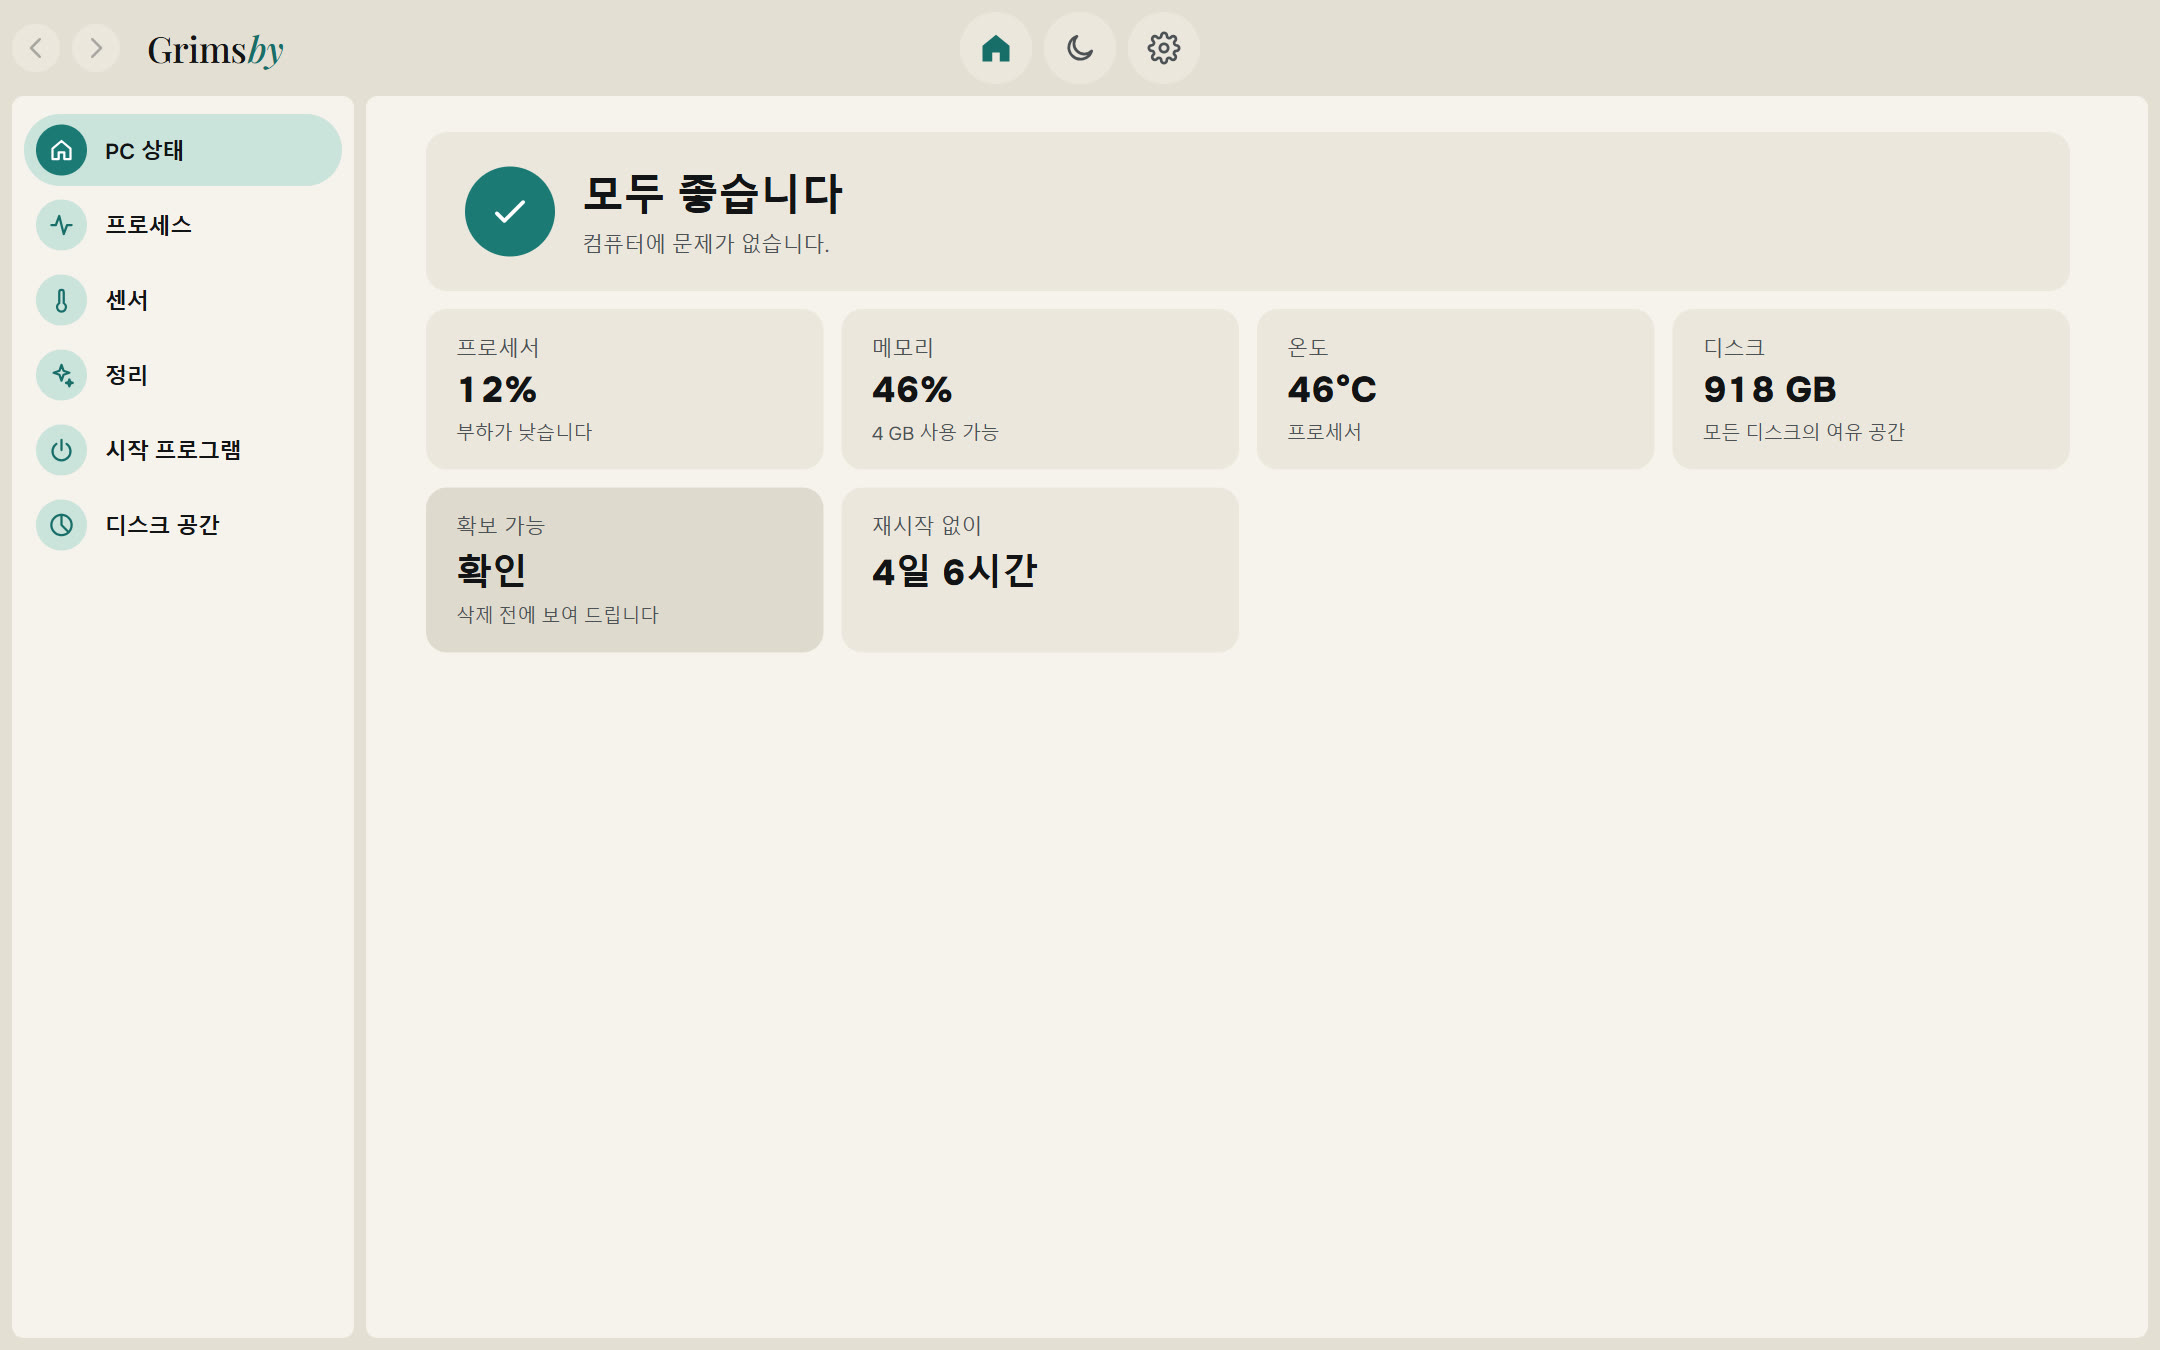 Grimsby
PC 상태
프로세스
센서
정리
시작 프로그램
디스크 공간
모두 좋습니다
컴퓨터에 문제가 없습니다.
프로세서
12%
부하가 낮습니다
메모리
46%
4 GB 사용 가능
온도
46°C
프로세서
디스크
918 GB
모든 디스크의 여유 공간
확보 가능
확인
삭제 전에 보여 드립니다
재시작 없이
4일 6시간